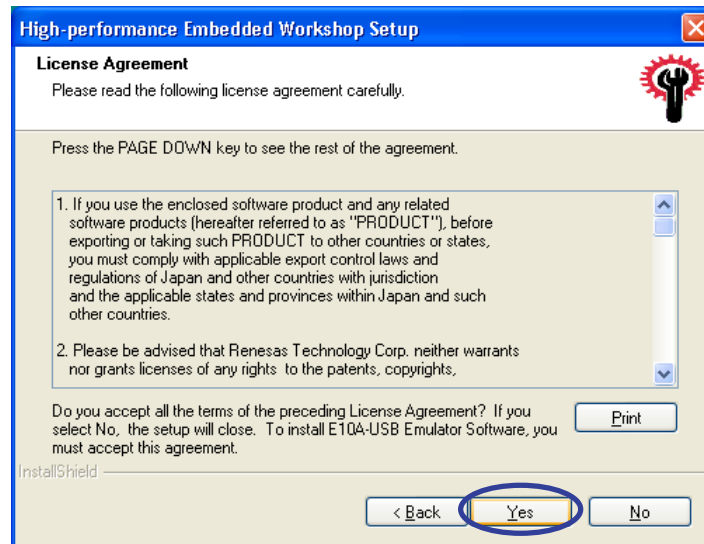 High-performance Embedded Workshop Setup
License Agreement
Please read the following license agreement carefully.
Press the PAGE DOWN key to see the rest of the agreement.
1. If you use the enclosed software product and any related
software products (hereafter referred to as "PRODUCT"), before
exporting or taking such PRODUCT to other countries or states,
you must comply with applicable export control laws and
regulations of Japan and other countries with jurisdiction
and the applicable states and provinces within Japan and such
other countries.
2. Please be advised that Renesas Technology Corp. neither warrants
nor grants licenses of any rights to the patents, copyrights,
Do you accept all the terms of the preceding License Agreement? If you
select No, the setup will close. To install E10A-USB Emulator Software, you
must accept this agreement.
Print
InstallShield
< Back
Yes
No